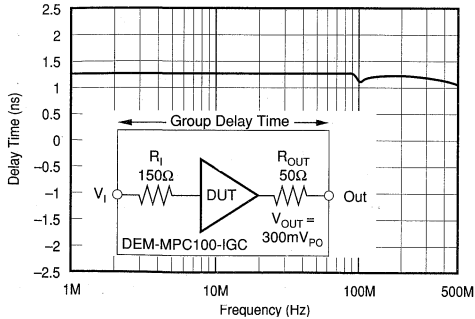 2.5
2
1.5
1
0.5
0
–0.5
–1
–1.5
–2
–2.5
Delay Time (ns)
Group Delay Time
R_I
150Ω
R_OUT
50Ω
V_I
DUT
Out
V_OUT =
300mV_PO
DEM-MPC100-IGC
1M
10M
100M
500M
Frequency (Hz)